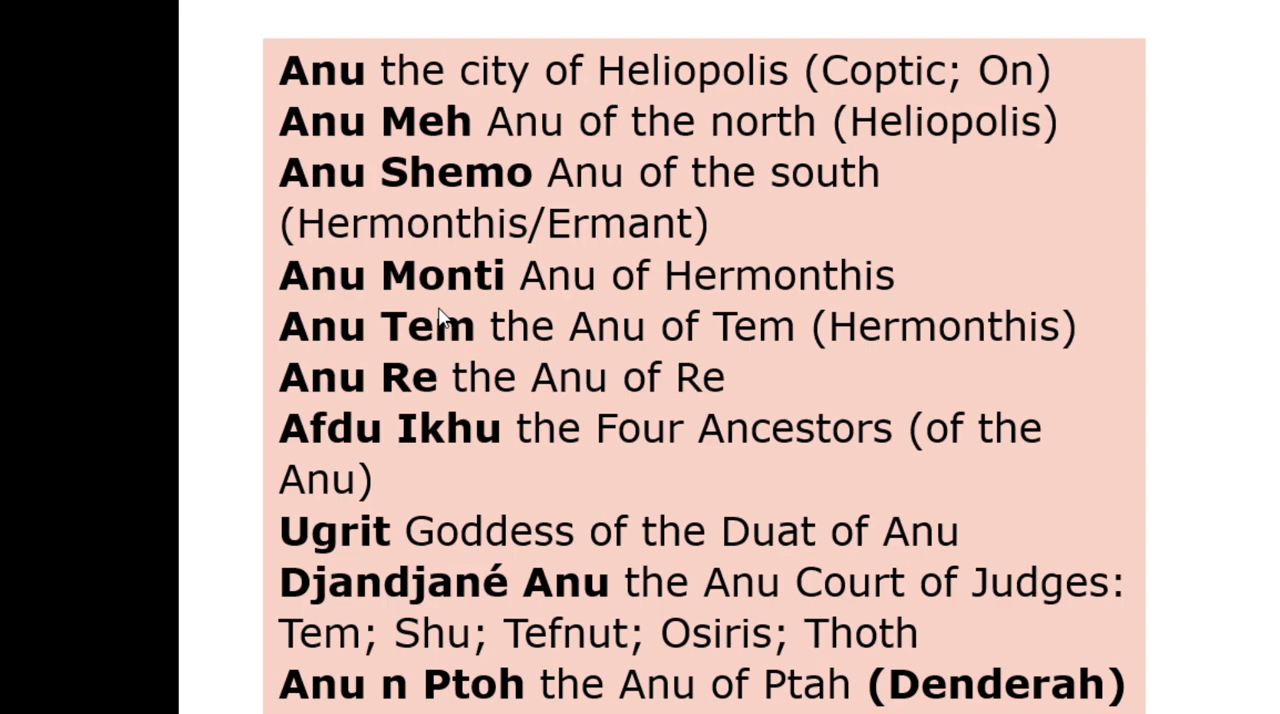 Anu the city of Heliopolis (Coptic; On)
Anu Meh Anu of the north (Heliopolis)
Anu Shemo Anu of the south
(Hermonthis/Ermant)
Anu Monti Anu of Hermonthis
Anu Tem the Anu of Tem (Hermonthis)
Anu Re the Anu of Re
Afdu Ikhu the Four Ancestors (of the
Anu)
Ugrit Goddess of the Duat of Anu
Djandjané Anu the Anu Court of Judges:
Tem; Shu; Tefnut; Osiris; Thoth
Anu n Ptoh the Anu of Ptah (Denderah)